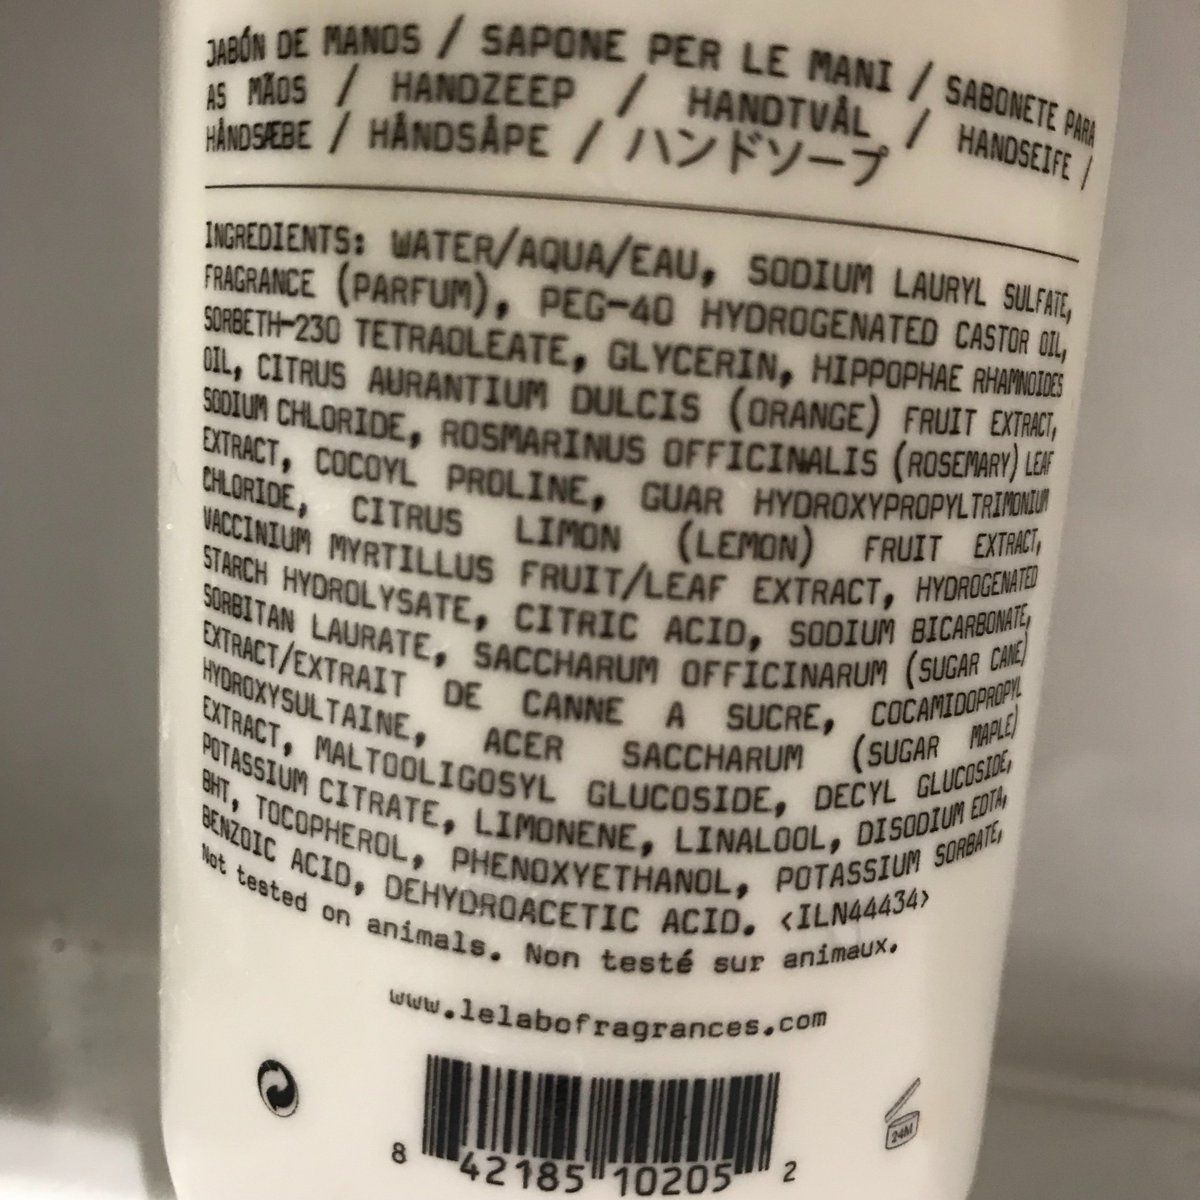 JABÓN DE MANOS / SAPONE PER LE MANI / SABONETE PARA
AS MÃOS / HANDZEEP / HANDTVÅL / HANDSEIFE /
HÅNDSÆBE / HÅNDSÅPE / ハンドソープ
INGREDIENTS: WATER/AQUA/EAU, SODIUM LAURYL SULFATE,
FRAGRANCE (PARFUM), PEG-40 HYDROGENATED CASTOR OIL,
SORBETH-230 TETRAOLEATE, GLYCERIN, HIPPOPHAE RHAMNOIDES
OIL, CITRUS AURANTIUM DULCIS (ORANGE) FRUIT EXTRACT,
SODIUM CHLORIDE, ROSMARINUS OFFICINALIS (ROSEMARY) LEAF
EXTRACT, COCOYL PROLINE, GUAR HYDROXYPROPYLTRIMONIUM
CHLORIDE, CITRUS LIMON (LEMON) FRUIT EXTRACT,
VACCINIUM MYRTILLUS FRUIT/LEAF EXTRACT, HYDROGENATED
STARCH HYDROLYSATE, CITRIC ACID, SODIUM BICARBONATE,
SORBITAN LAURATE, SACCHARUM OFFICINARUM (SUGAR CANE)
EXTRACT/EXTRAIT DE CANNE A SUCRE, COCAMIDOPROPYL
HYDROXYSULTAINE, ACER SACCHARUM (SUGAR MAPLE)
EXTRACT, MALTOOLIGOSYL GLUCOSIDE, DECYL GLUCOSIDE,
POTASSIUM CITRATE, LIMONENE, LINALOOL, DISODIUM EDTA,
BHT, TOCOPHEROL, PHENOXYETHANOL, POTASSIUM SORBATE,
BENZOIC ACID, DEHYDROACETIC ACID. <ILN44434>
Not tested on animals. Non testé sur animaux.
www.lelabofragrances.com
24M
8 42185 10205 2